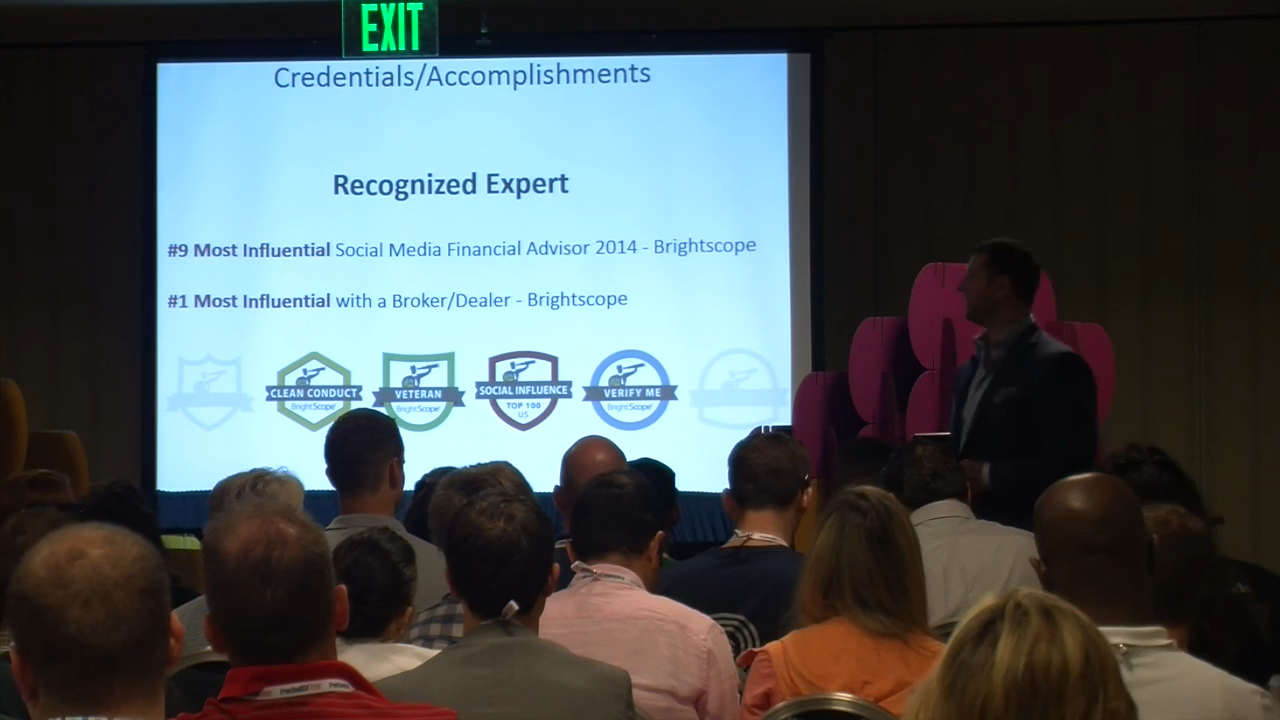 EXIT
Credentials/Accomplishments
Recognized Expert
#9 Most Influential Social Media Financial Advisor 2014 - Brightscope
#1 Most Influential with a Broker/Dealer - Brightscope
CLEAN CONDUCT
BrightScope
VETERAN
BrightScope
SOCIAL INFLUENCE
TOP 100
US
VERIFY ME
BrightScope